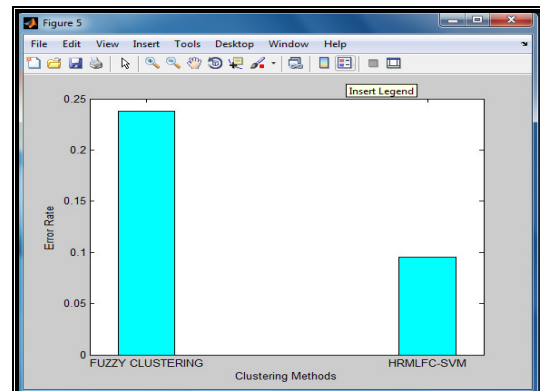 Figure 5
File Edit View Insert Tools Desktop Window Help
Insert Legend
0.25
0.2
0.15
0.1
0.05
0
Error Rate
FUZZY CLUSTERING HRMLFC-SVM
Clustering Methods